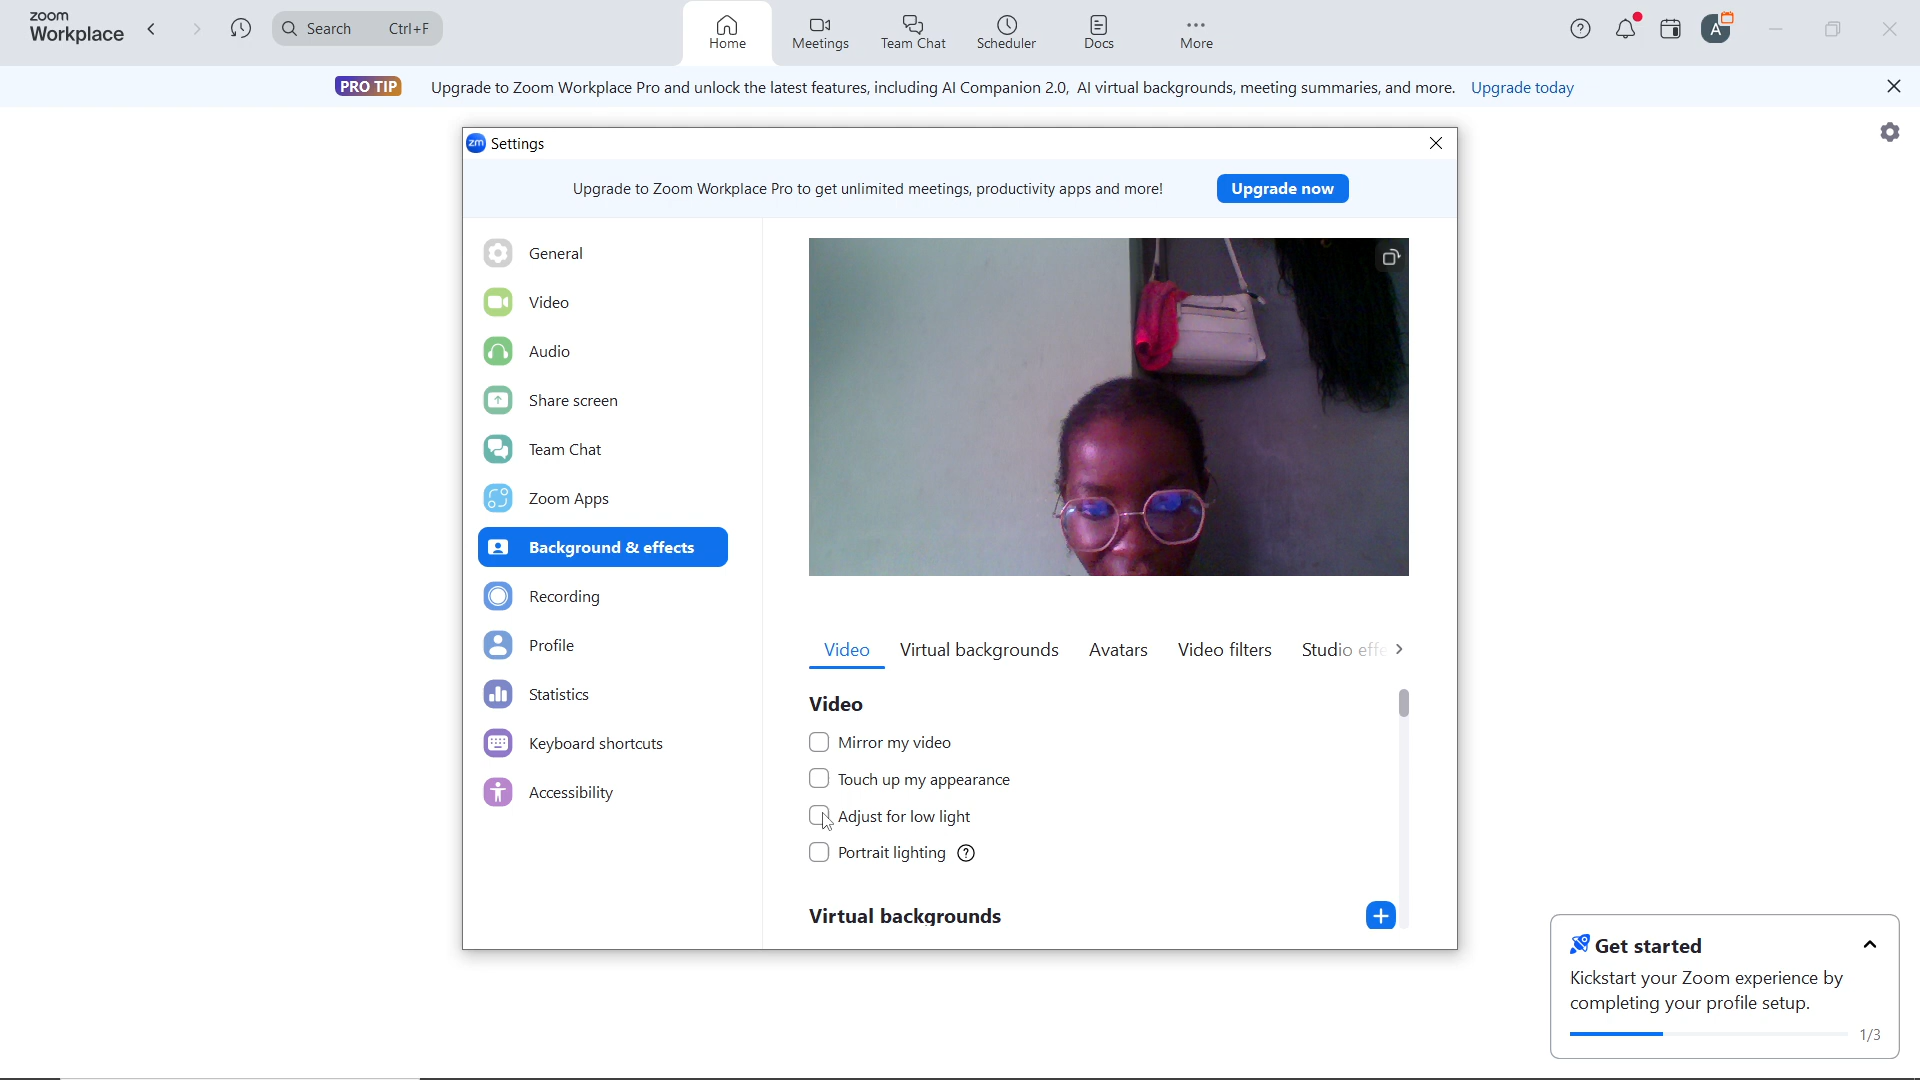 zoom
Workplace
Search Ctrl+F
Home
Meetings
Team Chat
Scheduler
Docs
More
A
PRO TIP Upgrade to Zoom Workplace Pro and unlock the latest features, including AI Companion 2.0, AI virtual backgrounds, meeting summaries, and more. Upgrade today
zm Settings
Upgrade to Zoom Workplace Pro to get unlimited meetings, productivity apps and more! Upgrade now
General
Video
Audio
Share screen
Team Chat
Zoom Apps
Background & effects
Recording
Profile
Statistics
Keyboard shortcuts
Accessibility
Video Virtual backgrounds Avatars Video filters Studio effe
Video
Mirror my video
Touch up my appearance
Adjust for low light
Portrait lighting
Virtual backgrounds
Get started
Kickstart your Zoom experience by
completing your profile setup.
1/3